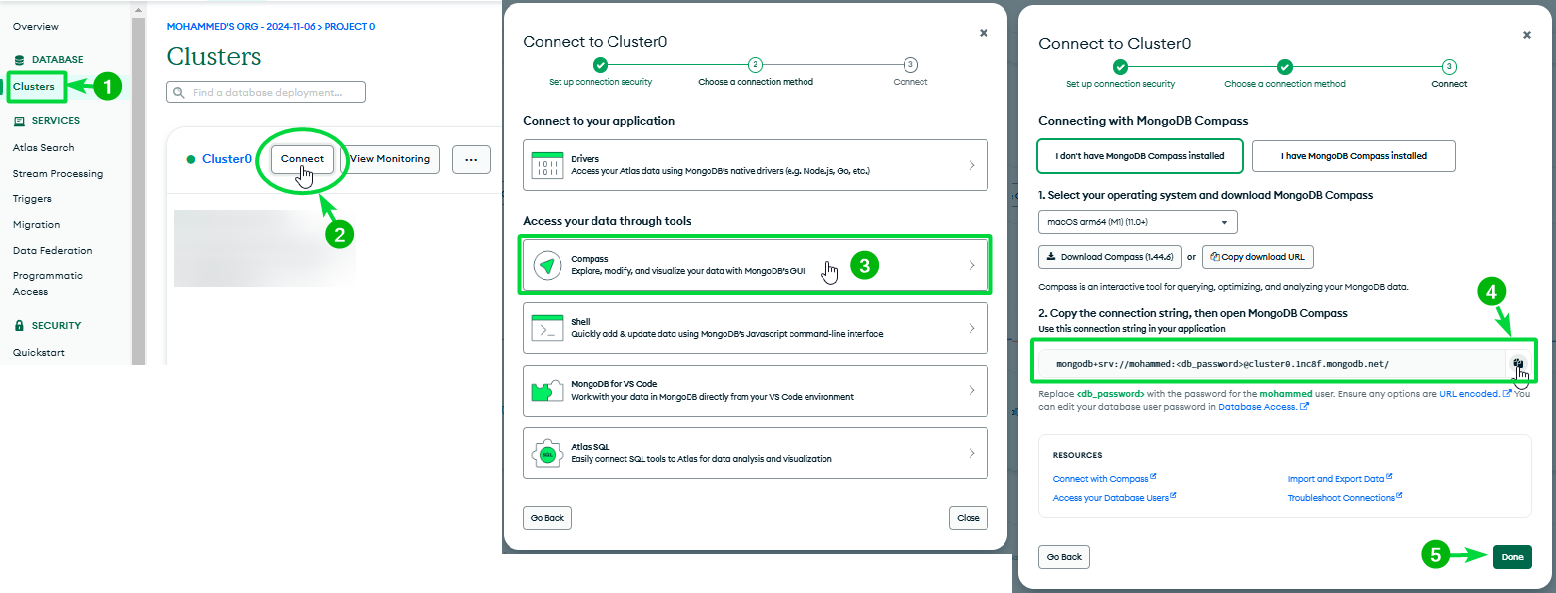 Overview
DATABASE
Clusters
1
SERVICES
Atlas Search
Stream Processing
Triggers
Migration
Data Federation
Programmatic
Access
SECURITY
Quickstart
MOHAMMED'S ORG - 2024-11-06 > PROJECT 0
Clusters
Find a database deployment...
Cluster0
Connect
View Monitoring
...
2
Connect to Cluster0
×
2
3
Set up connection security
Choose a connection method
Connect
Connect to your application
Drivers
Access your Atlas data using MongoDB's native drivers (e.g. Node.js, Go, etc.)
Access your data through tools
Compass
Explore, modify, and visualize your data with MongoDB's GUI
3
Shell
Quickly add & update data using MongoDB's Javascript command-line interface
MongoDB for VS Code
Work with your data in MongoDB directly from your VS Code environment
Atlas SQL
SQL
Easily connect SQL tools to Atlas for data analysis and visualization
Go Back
Close
Connect to Cluster0
×
3
Set up connection security
Choose a connection method
Connect
Connecting with MongoDB Compass
I don't have MongoDB Compass installed
I have MongoDB Compass installed
1. Select your operating system and download MongoDB Compass
macOS arm64 (M1) (11.0+)
Download Compass (1.44.6)
or
Copy download URL
Compass is an interactive tool for querying, optimizing, and analyzing your MongoDB data.
4
2. Copy the connection string, then open MongoDB Compass
Use this connection string in your application
mongodb+srv://mohammed:<db_password>@cluster0.1nc8f.mongodb.net/
Replace <db_password> with the password for the mohammed user. Ensure any options are URL encoded. You
can edit your database user password in Database Access.
RESOURCES
Connect with Compass
Import and Export Data
Access your Database Users
Troubleshoot Connections
Go Back
5
Done